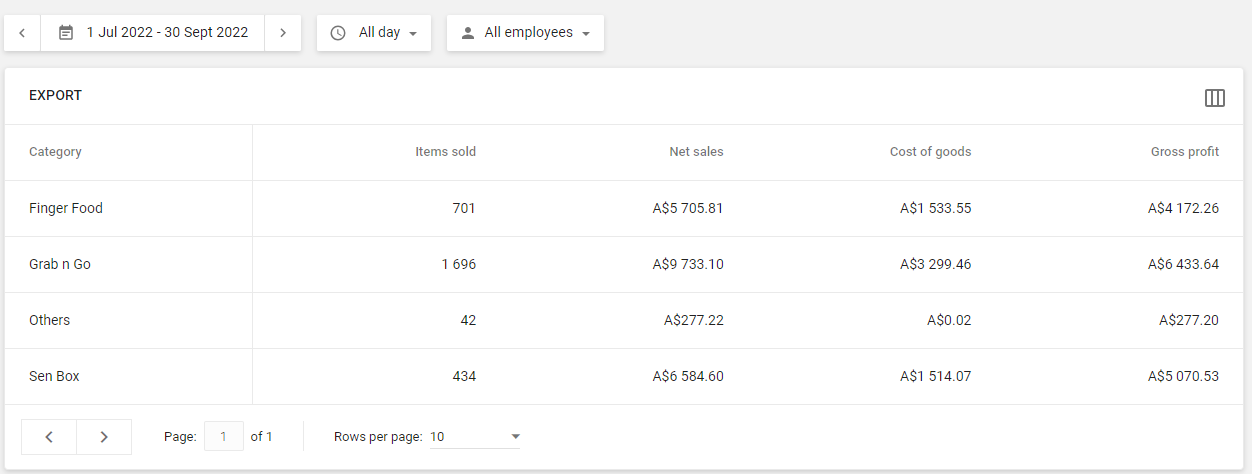 1 Jul 2022 - 30 Sept 2022 All day All employees
EXPORT
Category Items sold Net sales Cost of goods Gross profit
Finger Food 701 A$5 705.81 A$1 533.55 A$4 172.26
Grab n Go 1 696 A$9 733.10 A$3 299.46 A$6 433.64
Others 42 A$277.22 A$0.02 A$277.20
Sen Box 434 A$6 584.60 A$1 514.07 A$5 070.53
Page: 1 of 1 Rows per page: 10